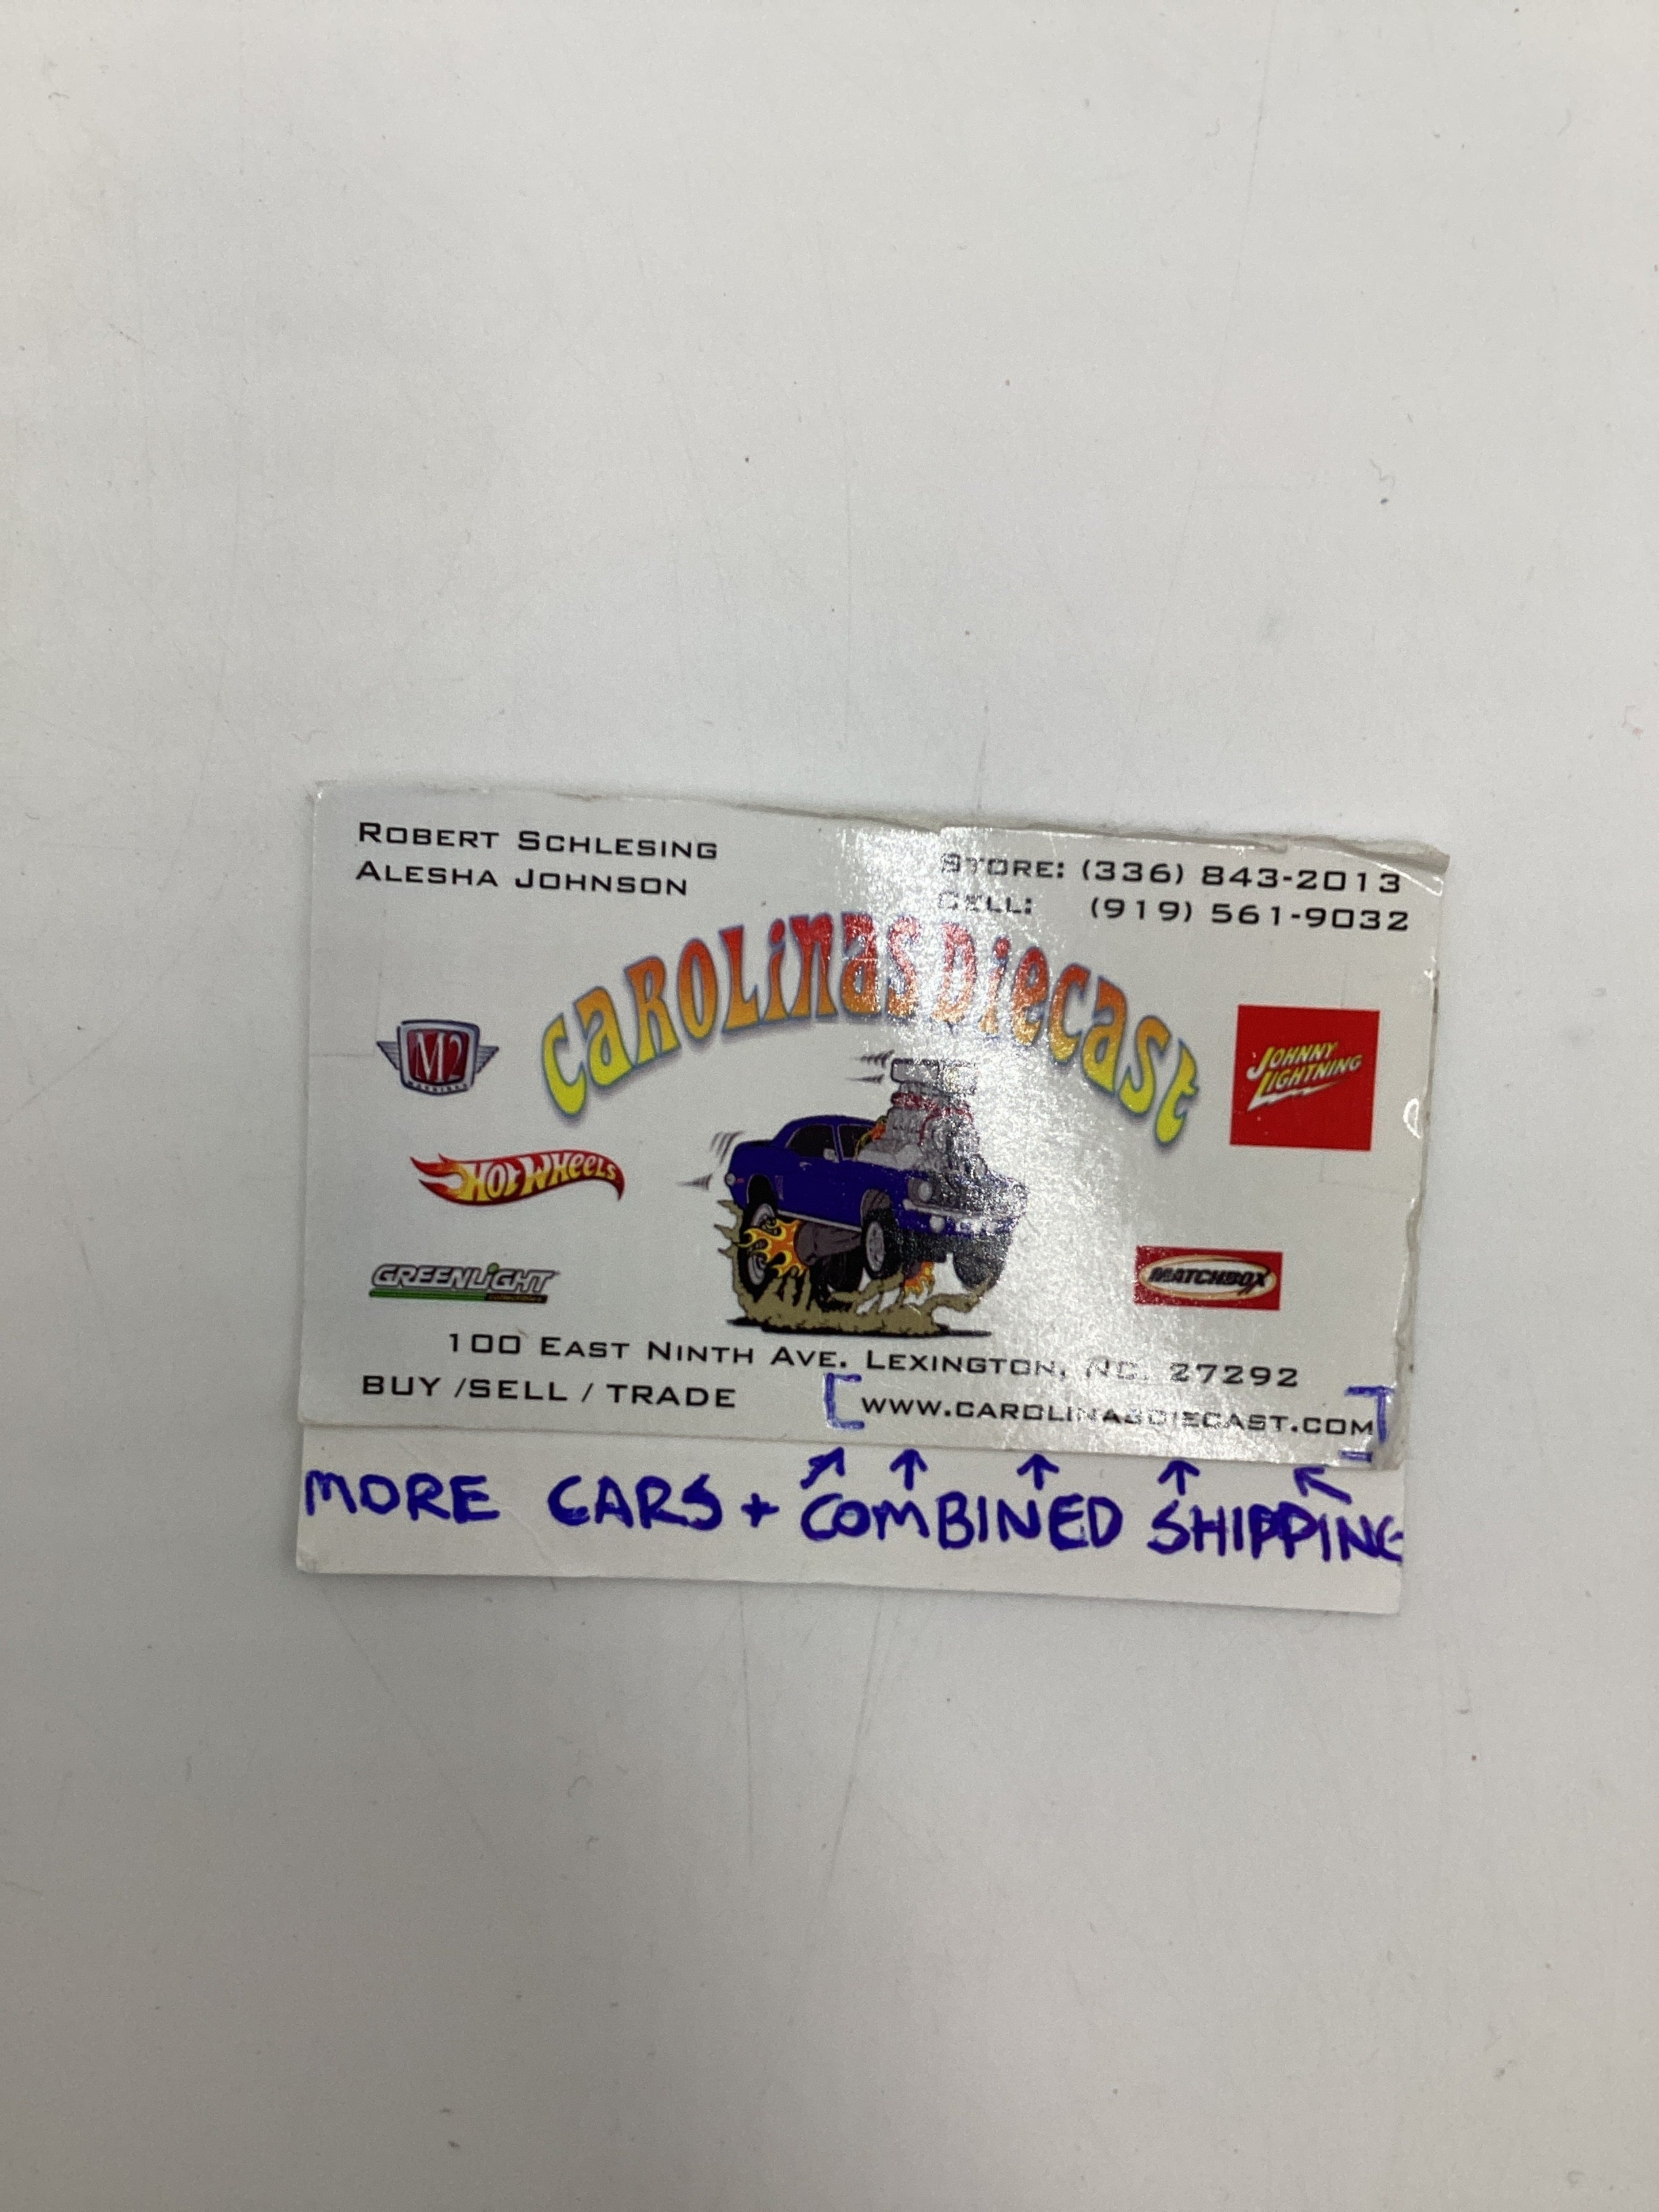 ROBERT SCHLESING
ALESHA JOHNSON
STORE: (336) 843-2013
CELL: (919) 561-9032
CAROLINAS DIECAST
M2
JOHNNY LIGHTNING
HOT WHEELS
GREENLIGHT
MATCHBOX
100 EAST NINTH AVE. LEXINGTON, NC. 27292
BUY /SELL / TRADE
[WWW.CAROLINASDIECAST.COM]
MORE CARS + COMBINED SHIPPING